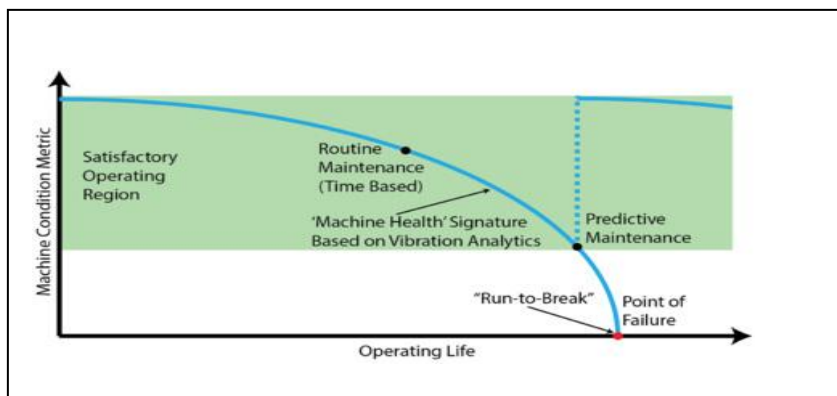 Machine Condition Metric
Satisfactory
Operating
Region
Routine
Maintenance
(Time Based)
‘Machine Health’ Signature
Based on Vibration Analytics
Predictive
Maintenance
“Run-to-Break”
Point of
Failure
Operating Life